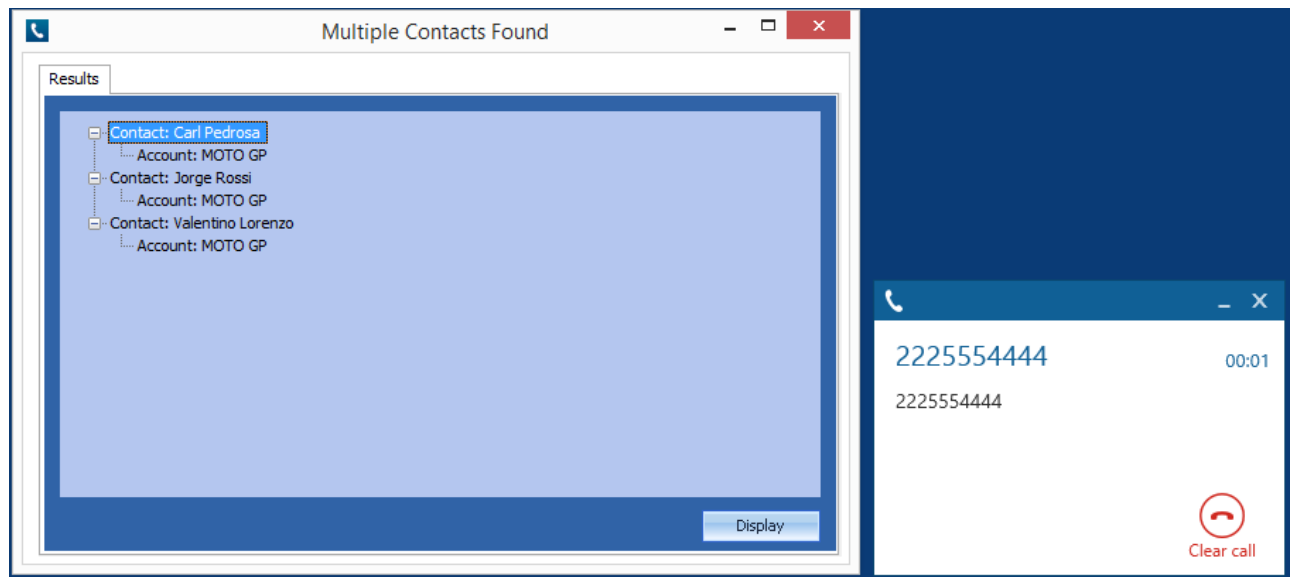 Multiple Contacts Found
Results
Contact: Carl Pedrosa
Account: MOTO GP
Contact: Jorge Rossi
Account: MOTO GP
Contact: Valentino Lorenzo
Account: MOTO GP
Display
2225554444 00:01
2225554444
Clear call